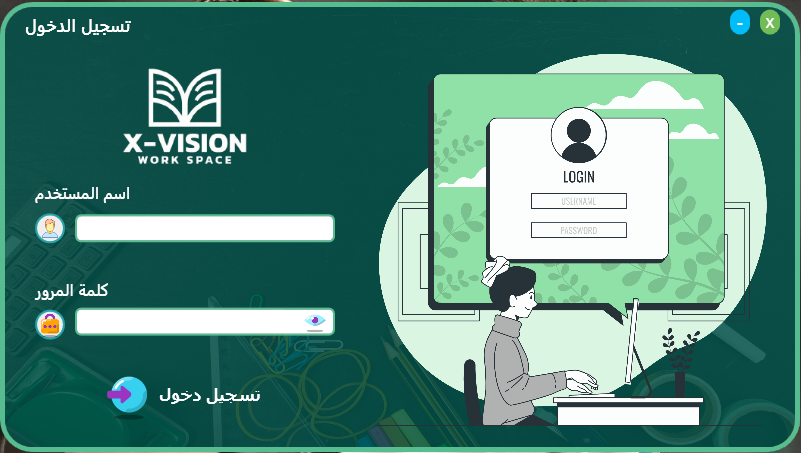 تسجيل الدخول
- X
X-VISION
WORK SPACE
اسم المستخدم
كلمة المرور
تسجيل دخول
LOGIN
USERNAME
PASSWORD